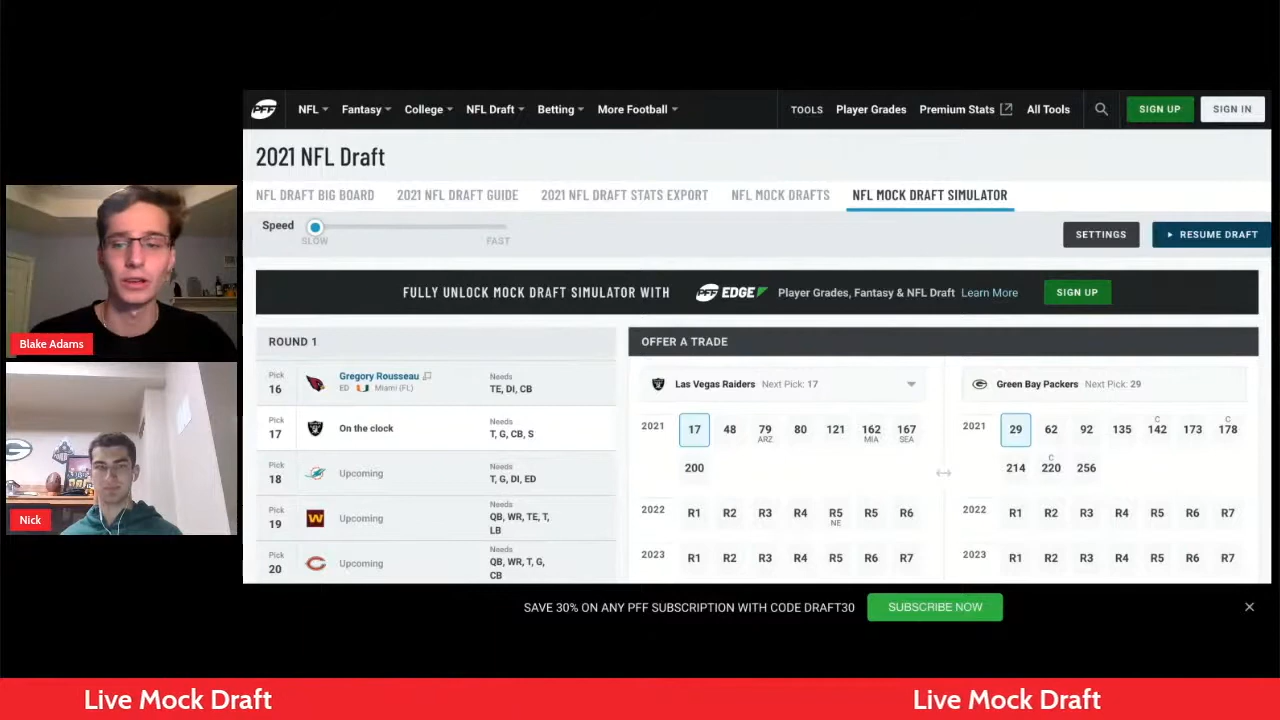 PFF
NFL Fantasy College NFL Draft Betting More Football TOOLS Player Grades Premium Stats All Tools SIGN UP SIGN IN
2021 NFL Draft
NFL DRAFT BIG BOARD 2021 NFL DRAFT GUIDE 2021 NFL DRAFT STATS EXPORT NFL MOCK DRAFTS NFL MOCK DRAFT SIMULATOR
Speed
SLOW FAST
SETTINGS RESUME DRAFT
FULLY UNLOCK MOCK DRAFT SIMULATOR WITH PFF EDGE Player Grades, Fantasy & NFL Draft Learn More SIGN UP
ROUND 1
Pick 16 Gregory Rousseau Needs
ED Miami (FL) TE, DI, CB
Pick 17 On the clock Needs
T, G, CB, S
Pick 18 Upcoming Needs
T, G, DI, ED
Pick 19 W Upcoming Needs
QB, WR, TE, T,
LB
Pick 20 Upcoming Needs
QB, WR, T, G,
CB
OFFER A TRADE
Las Vegas Raiders Next Pick: 17
2021 17 48 79 80 121 162 167
ARZ MIA SEA
200
2022 R1 R2 R3 R4 R5 R5 R6
NE
2023 R1 R2 R3 R4 R5 R6 R7
Green Bay Packers Next Pick: 29
C C
2021 29 62 92 135 142 173 178
C
214 220 256
2022 R1 R2 R3 R4 R5 R6 R7
2023 R1 R2 R3 R4 R5 R6 R7
Blake Adams
Nick
SAVE 30% ON ANY PFF SUBSCRIPTION WITH CODE DRAFT30 SUBSCRIBE NOW
Live Mock Draft Live Mock Draft